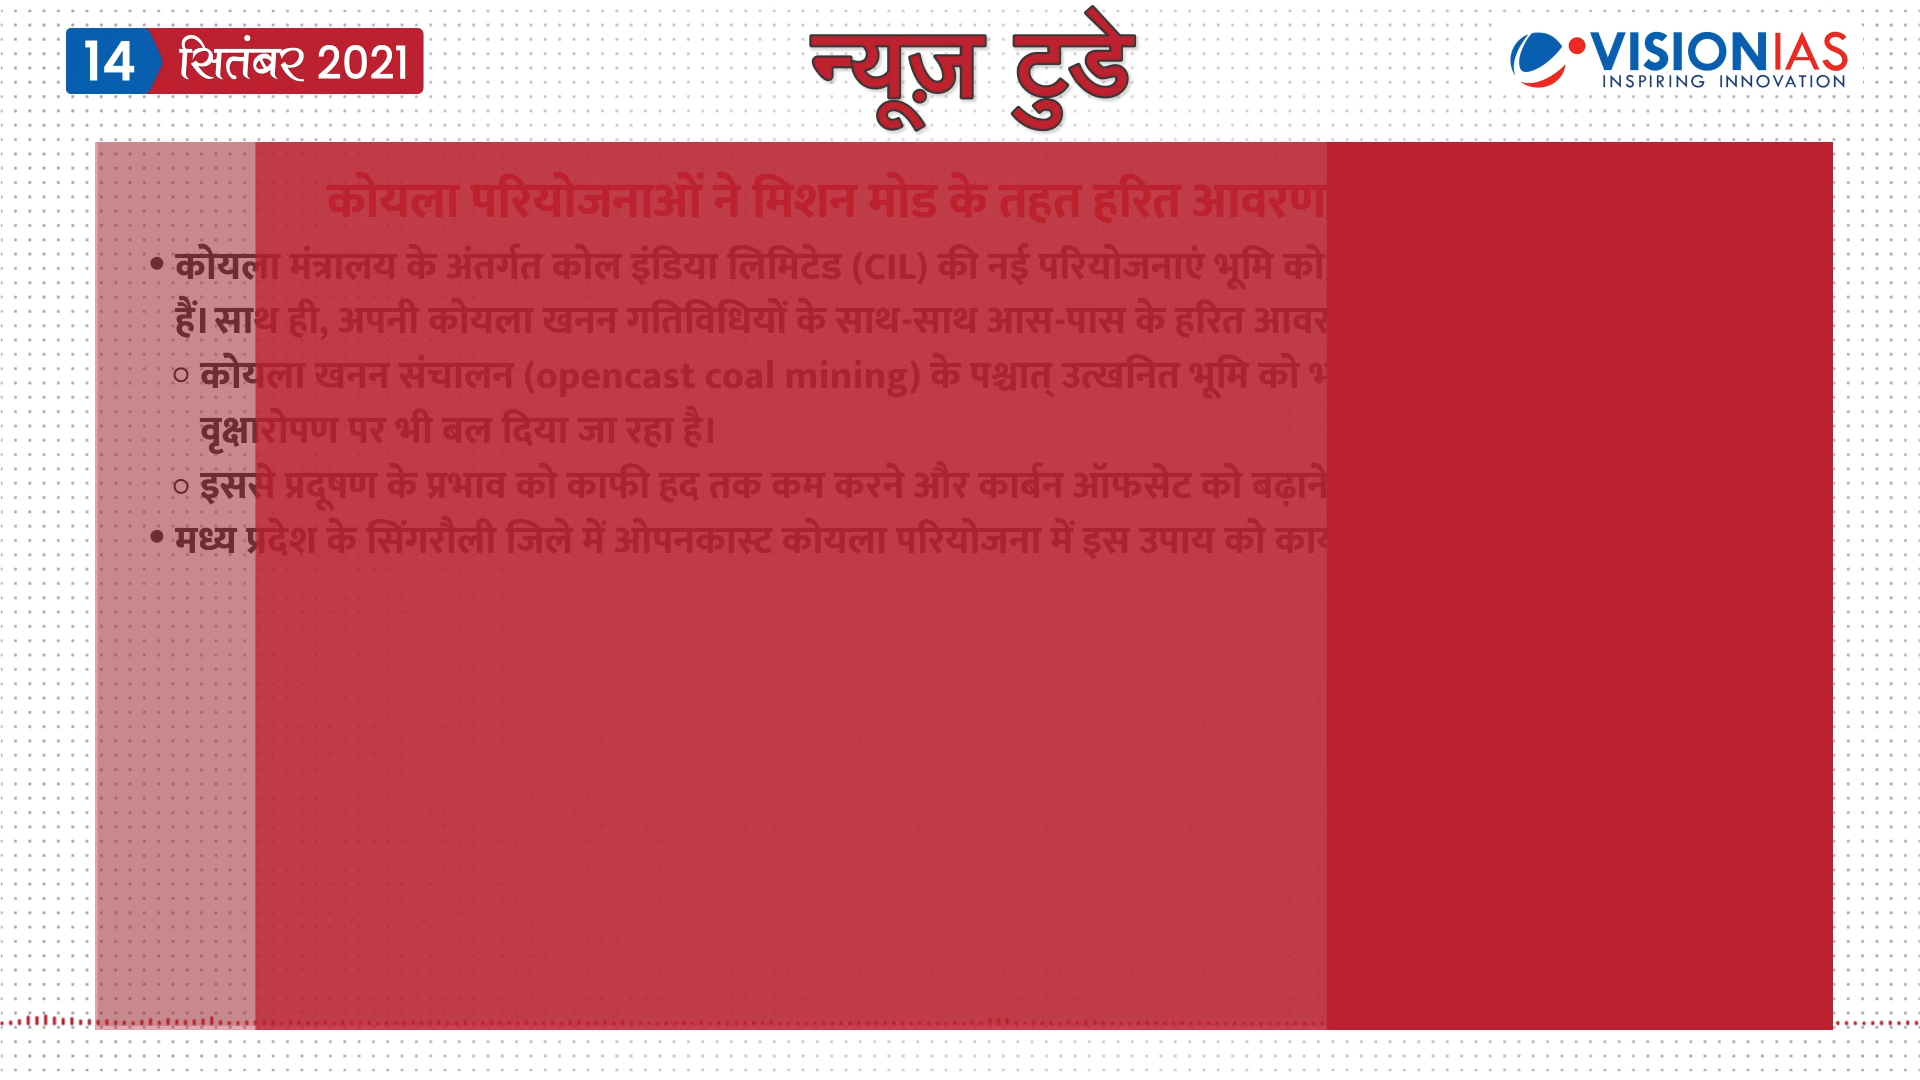 14 सितंबर 2021
न्यूज़ टुडे
VISIONIAS
INSPIRING INNOVATION
कोयला परियोजनाओं ने मिशन मोड के तहत हरित आवरण
• कोयला मंत्रालय के अंतर्गत कोल इंडिया लिमिटेड (CIL) की नई परियोजनाएं भूमि को
हैं। साथ ही, अपनी कोयला खनन गतिविधियों के साथ-साथ आस-पास के हरित
○ कोयला खनन संचालन (opencast coal mining) के पश्चात् उत्खनित भूमि को
वृक्षारोपण पर भी बल दिया जा रहा है।
○ इससे प्रदूषण के प्रभाव को काफी हद तक कम करने और कार्बन ऑफसेट को बढ़ाने
• मध्य प्रदेश के सिंगरौली जिले में ओपनकास्ट कोयला परियोजना में इस उपाय को